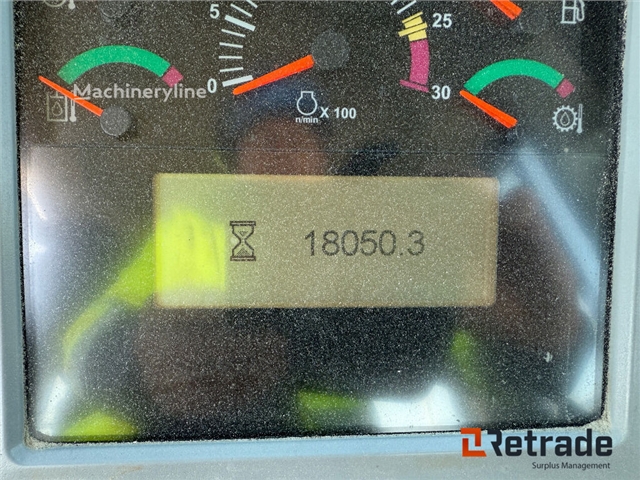 5
25
0
30
n/min X 100
Machineryline
18050.3
Retrade
Surplus Management